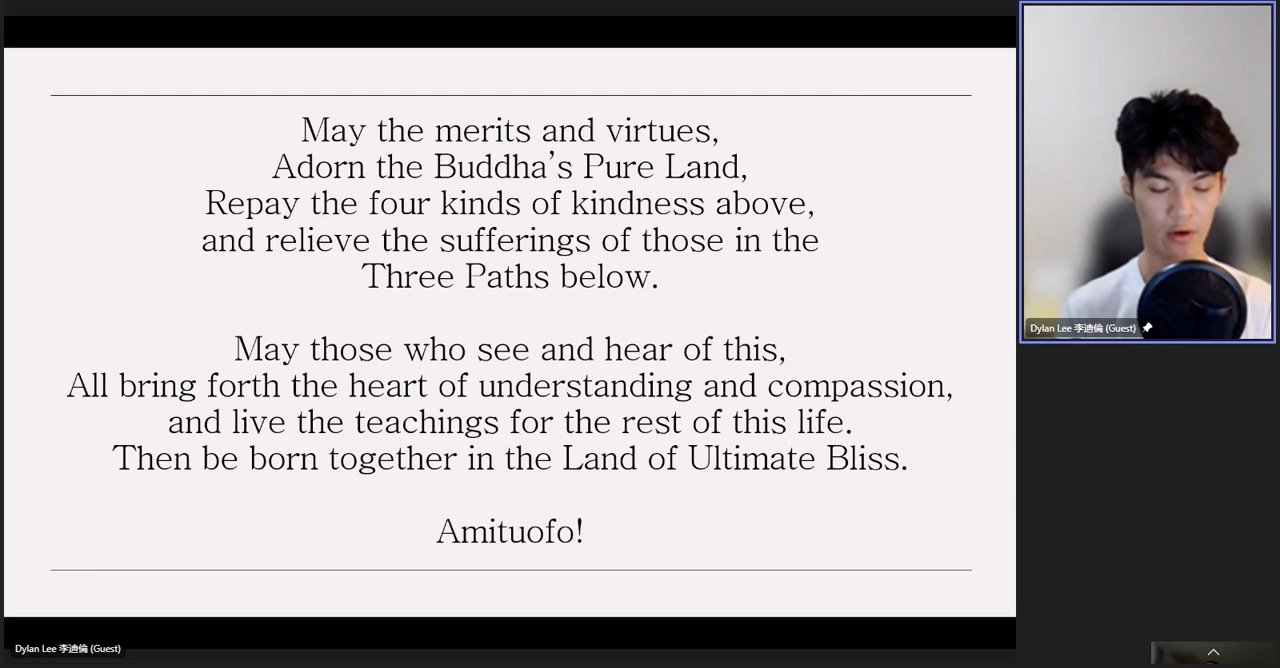 May the merits and virtues,
Adorn the Buddha’s Pure Land,
Repay the four kinds of kindness above,
and relieve the sufferings of those in the
Three Paths below.
May those who see and hear of this,
All bring forth the heart of understanding and compassion,
and live the teachings for the rest of this life.
Then be born together in the Land of Ultimate Bliss.
Amituofo!
Dylan Lee 李迪倫 (Guest)
Dylan Lee 李迪倫 (Guest)